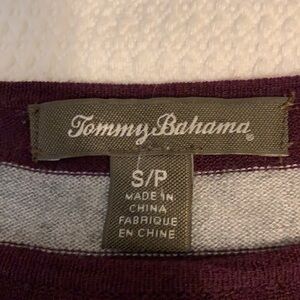 Tommy Bahama®
S/P
MADE IN
CHINA
FABRIQUE
EN CHINE